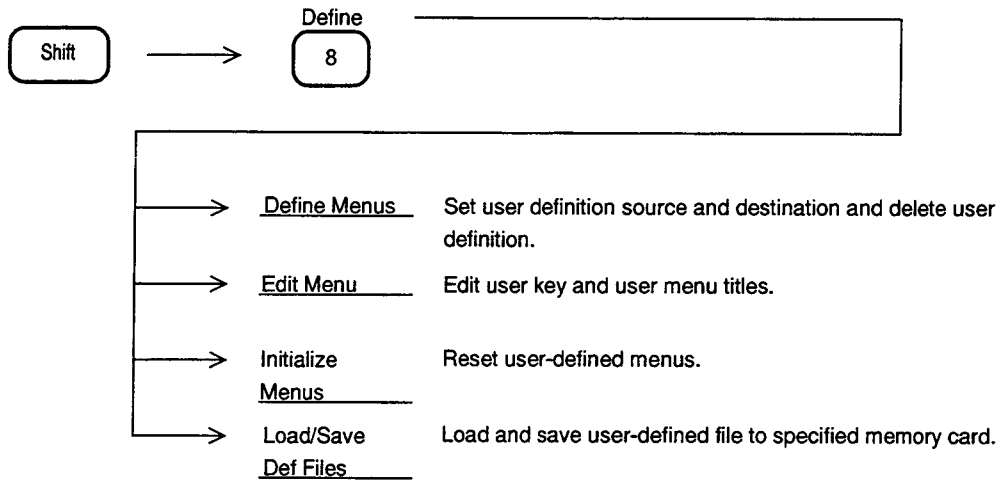 Define
Shift
8
Define Menus
Set user definition source and destination and delete user
definition.
Edit Menu
Edit user key and user menu titles.
Initialize
Menus
Reset user-defined menus.
Load/Save
Def Files
Load and save user-defined file to specified memory card.